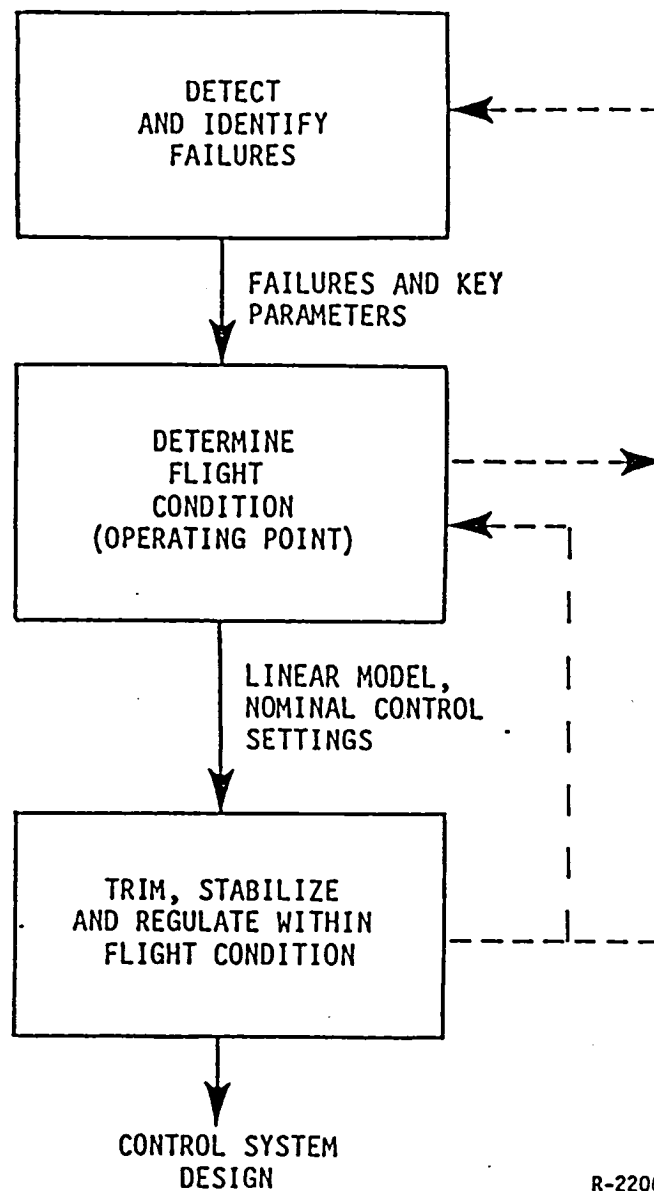 DETECT
AND IDENTIFY
FAILURES
FAILURES AND KEY
PARAMETERS
DETERMINE
FLIGHT
CONDITION
(OPERATING POINT)
LINEAR MODEL,
NOMINAL CONTROL
SETTINGS
TRIM, STABILIZE
AND REGULATE WITHIN
FLIGHT CONDITION
CONTROL SYSTEM
DESIGN